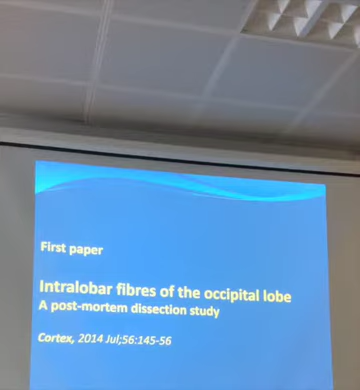 First paper
Intralobar fibres of the occipital lobe
A post-mortem dissection study
Cortex, 2014 Jul;56:145-56